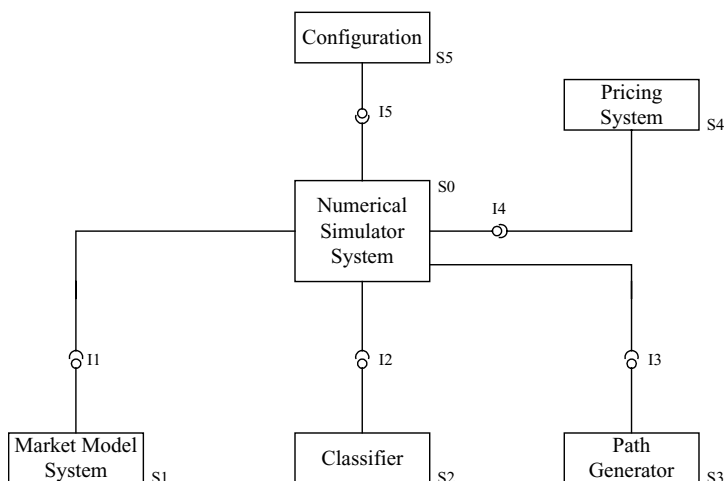 Configuration
S5
I5
Pricing
System
S4
S0
Numerical
Simulator
System
I4
I1
I2
I3
Market Model
System
S1
Classifier
S2
Path
Generator
S3